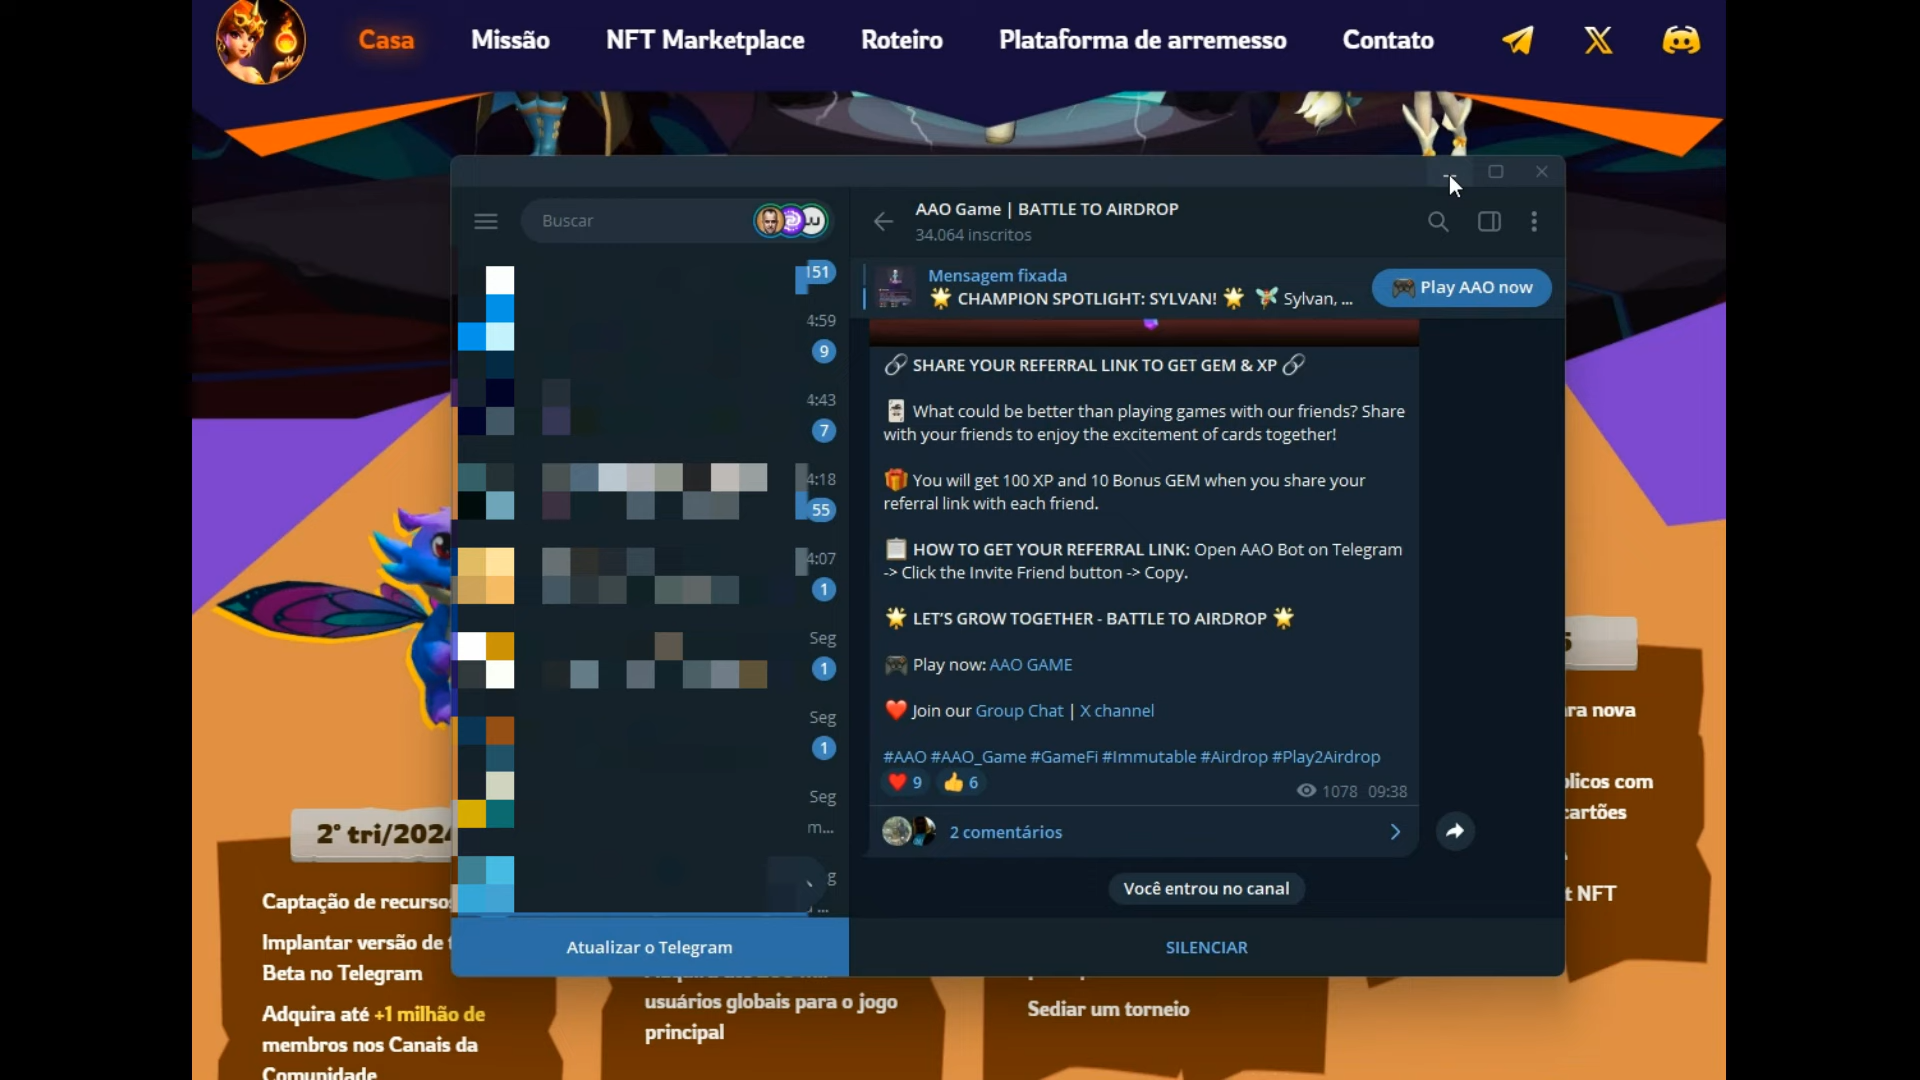 Casa
Missão
NFT Marketplace
Roteiro
Plataforma de arremesso
Contato
Buscar
151
4:59
9
4:43
7
4:18
55
4:07
1
Seg
1
Seg
1
Seg
m...
g
...
Atualizar o Telegram
AAO Game | BATTLE TO AIRDROP
34.064 inscritos
Mensagem fixada
🌟 CHAMPION SPOTLIGHT: SYLVAN! 🌟 🧚 Sylvan, ...
🎮 Play AAO now
🔗 SHARE YOUR REFERRAL LINK TO GET GEM & XP 🔗
🃏 What could be better than playing games with our friends? Share
with your friends to enjoy the excitement of cards together!
🎁 You will get 100 XP and 10 Bonus GEM when you share your
referral link with each friend.
📋 HOW TO GET YOUR REFERRAL LINK: Open AAO Bot on Telegram
-> Click the Invite Friend button -> Copy.
🌟 LET'S GROW TOGETHER - BATTLE TO AIRDROP 🌟
🎮 Play now: AAO GAME
❤️ Join our Group Chat | X channel
#AAO #AAO_Game #GameFi #Immutable #Airdrop #Play2Airdrop
❤️ 9 👍 6
1078 09:38
2 comentários
Você entrou no canal
SILENCIAR
2° tri/2024
Captação de recursos
Implantar versão de
Beta no Telegram
Adquira até +1 milhão de
membros nos Canais da
Comunidade
usuários globais para o jogo
principal
Sediar um torneio
5
ra nova
licos com
cartões
t NFT